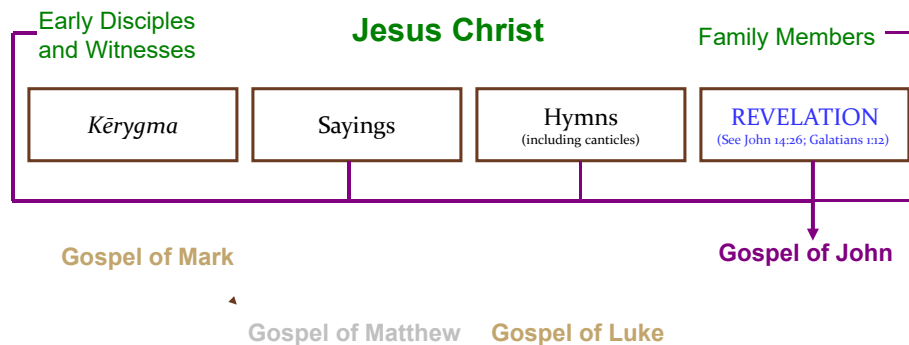 Early Disciples
and Witnesses
Jesus Christ
Family Members
Kērygma
Sayings
Hymns
(including canticles)
REVELATION
(See John 14:26; Galatians 1:12)
Gospel of Mark
Gospel of John
Gospel of Matthew
Gospel of Luke